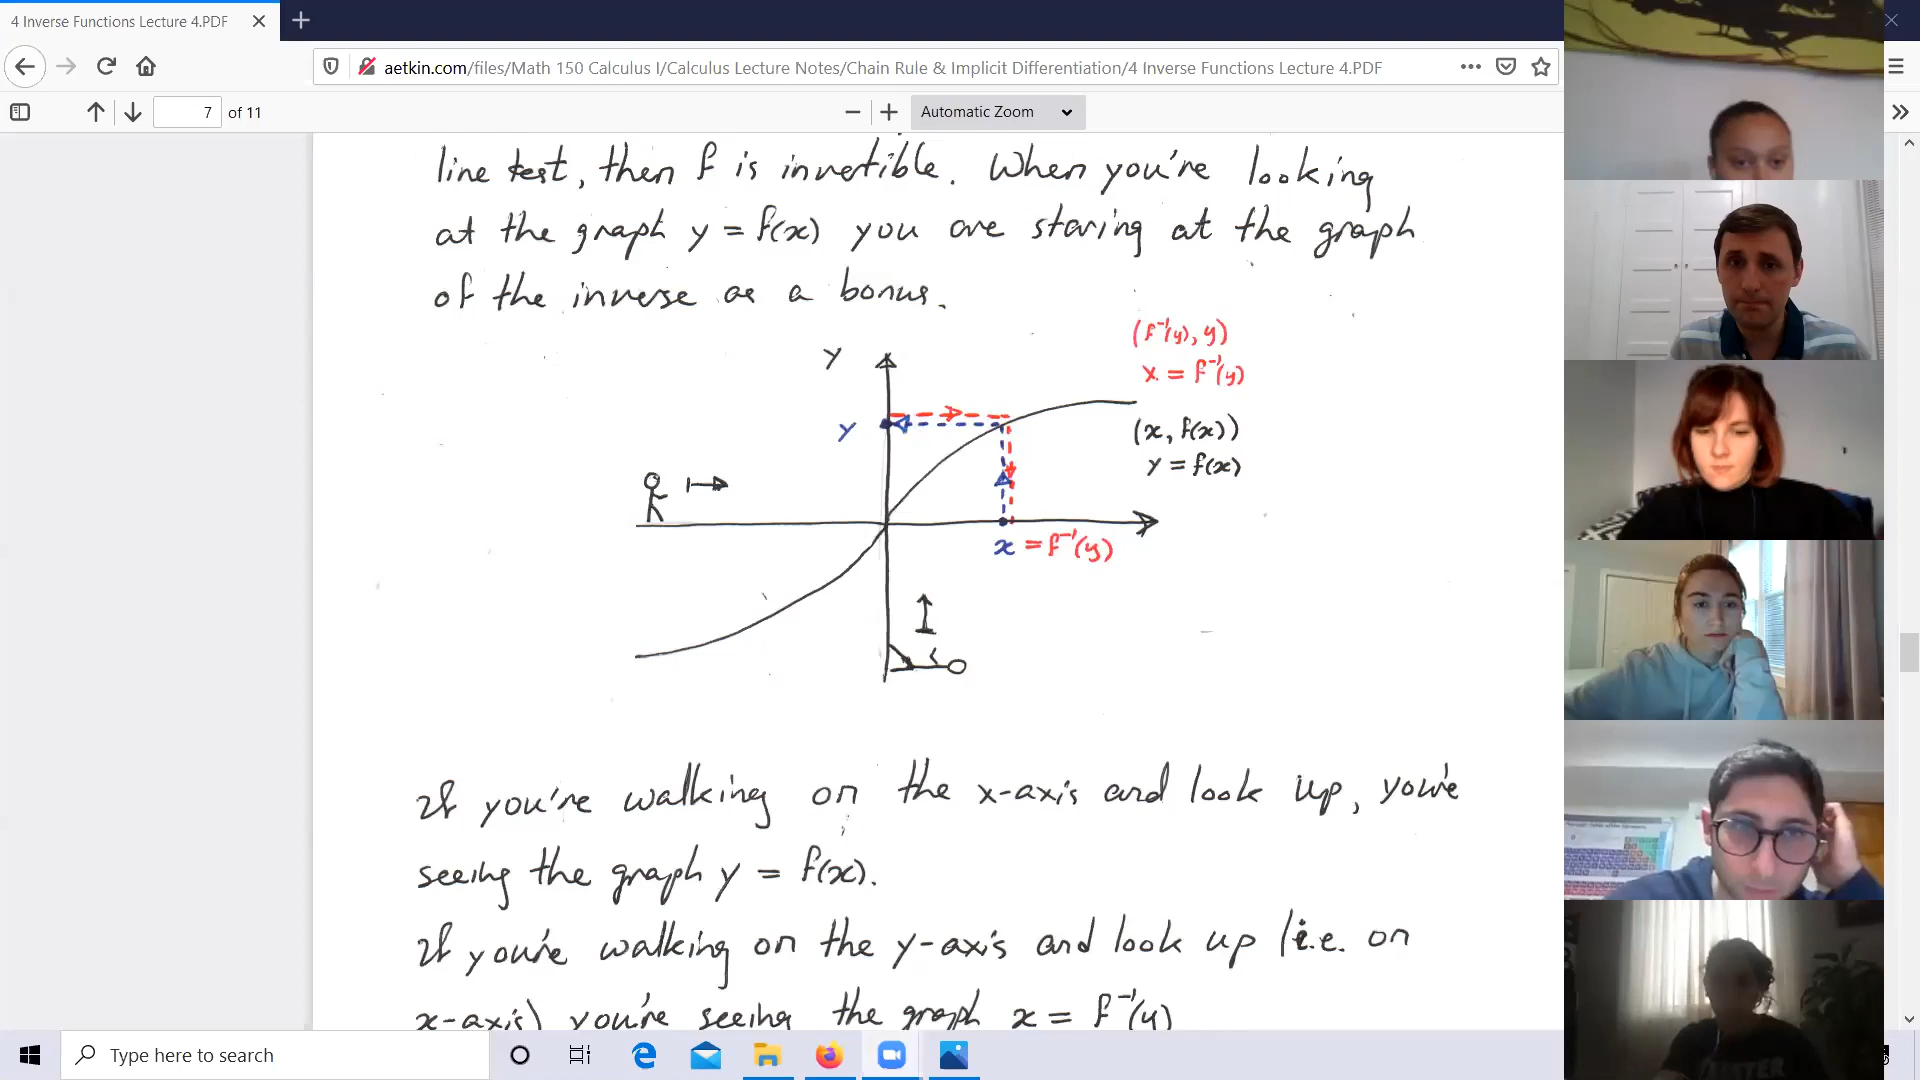 4 Inverse Functions Lecture 4.PDF
aetkin.com/files/Math 150 Calculus I/Calculus Lecture Notes/Chain Rule & Implicit Differentiation/4 Inverse Functions Lecture 4.PDF
7 of 11
Automatic Zoom
line test, then f is invertible. When you're looking
at the graph y = f(x) you are staring at the graph
of the inverse as a bonus.
(f⁻¹(y), y)
x = f⁻¹(y)
y
y
(x, f(x))
y = f(x)
x = f⁻¹(y)
If you're walking on the x-axis and look up, you're
seeing the graph y = f(x).
If you're walking on the y-axis and look up (i.e. on
x-axis) you're seeing the graph x = f⁻¹(y)
Type here to search